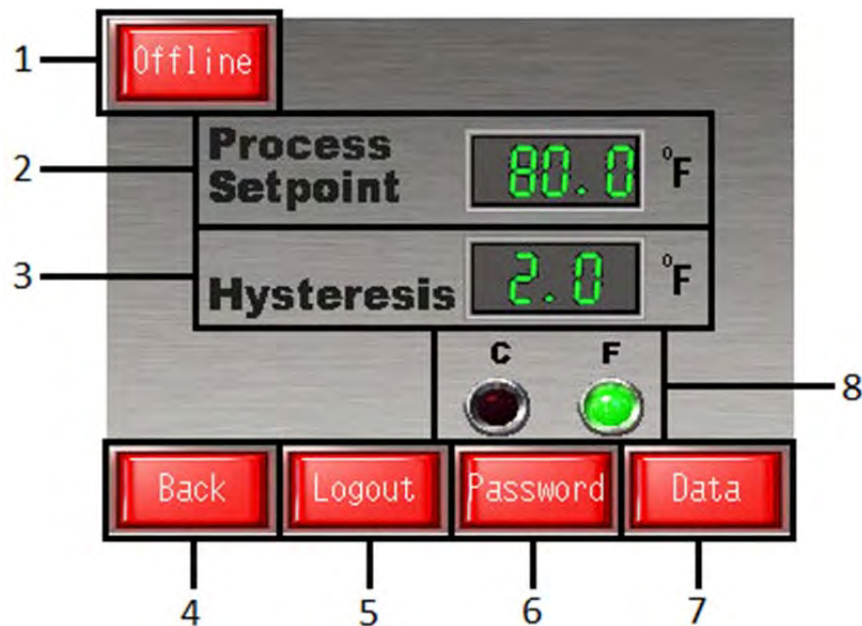 1
Offline
2
Process
Setpoint
80.0 °F
3
Hysteresis 2.0 °F
C F
8
Back Logout Password Data
4 5 6 7